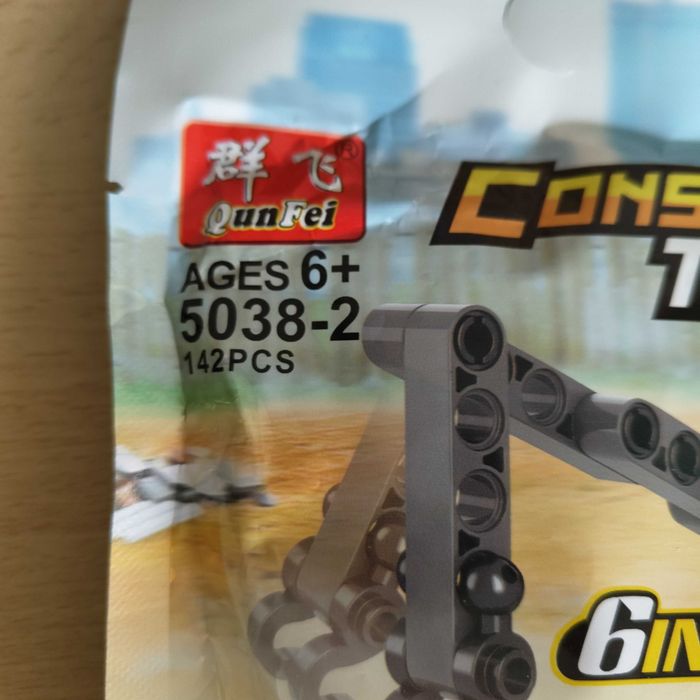 群飞®
QunFei
AGES 6+
5038-2
142PCS
CONS
T
6IN